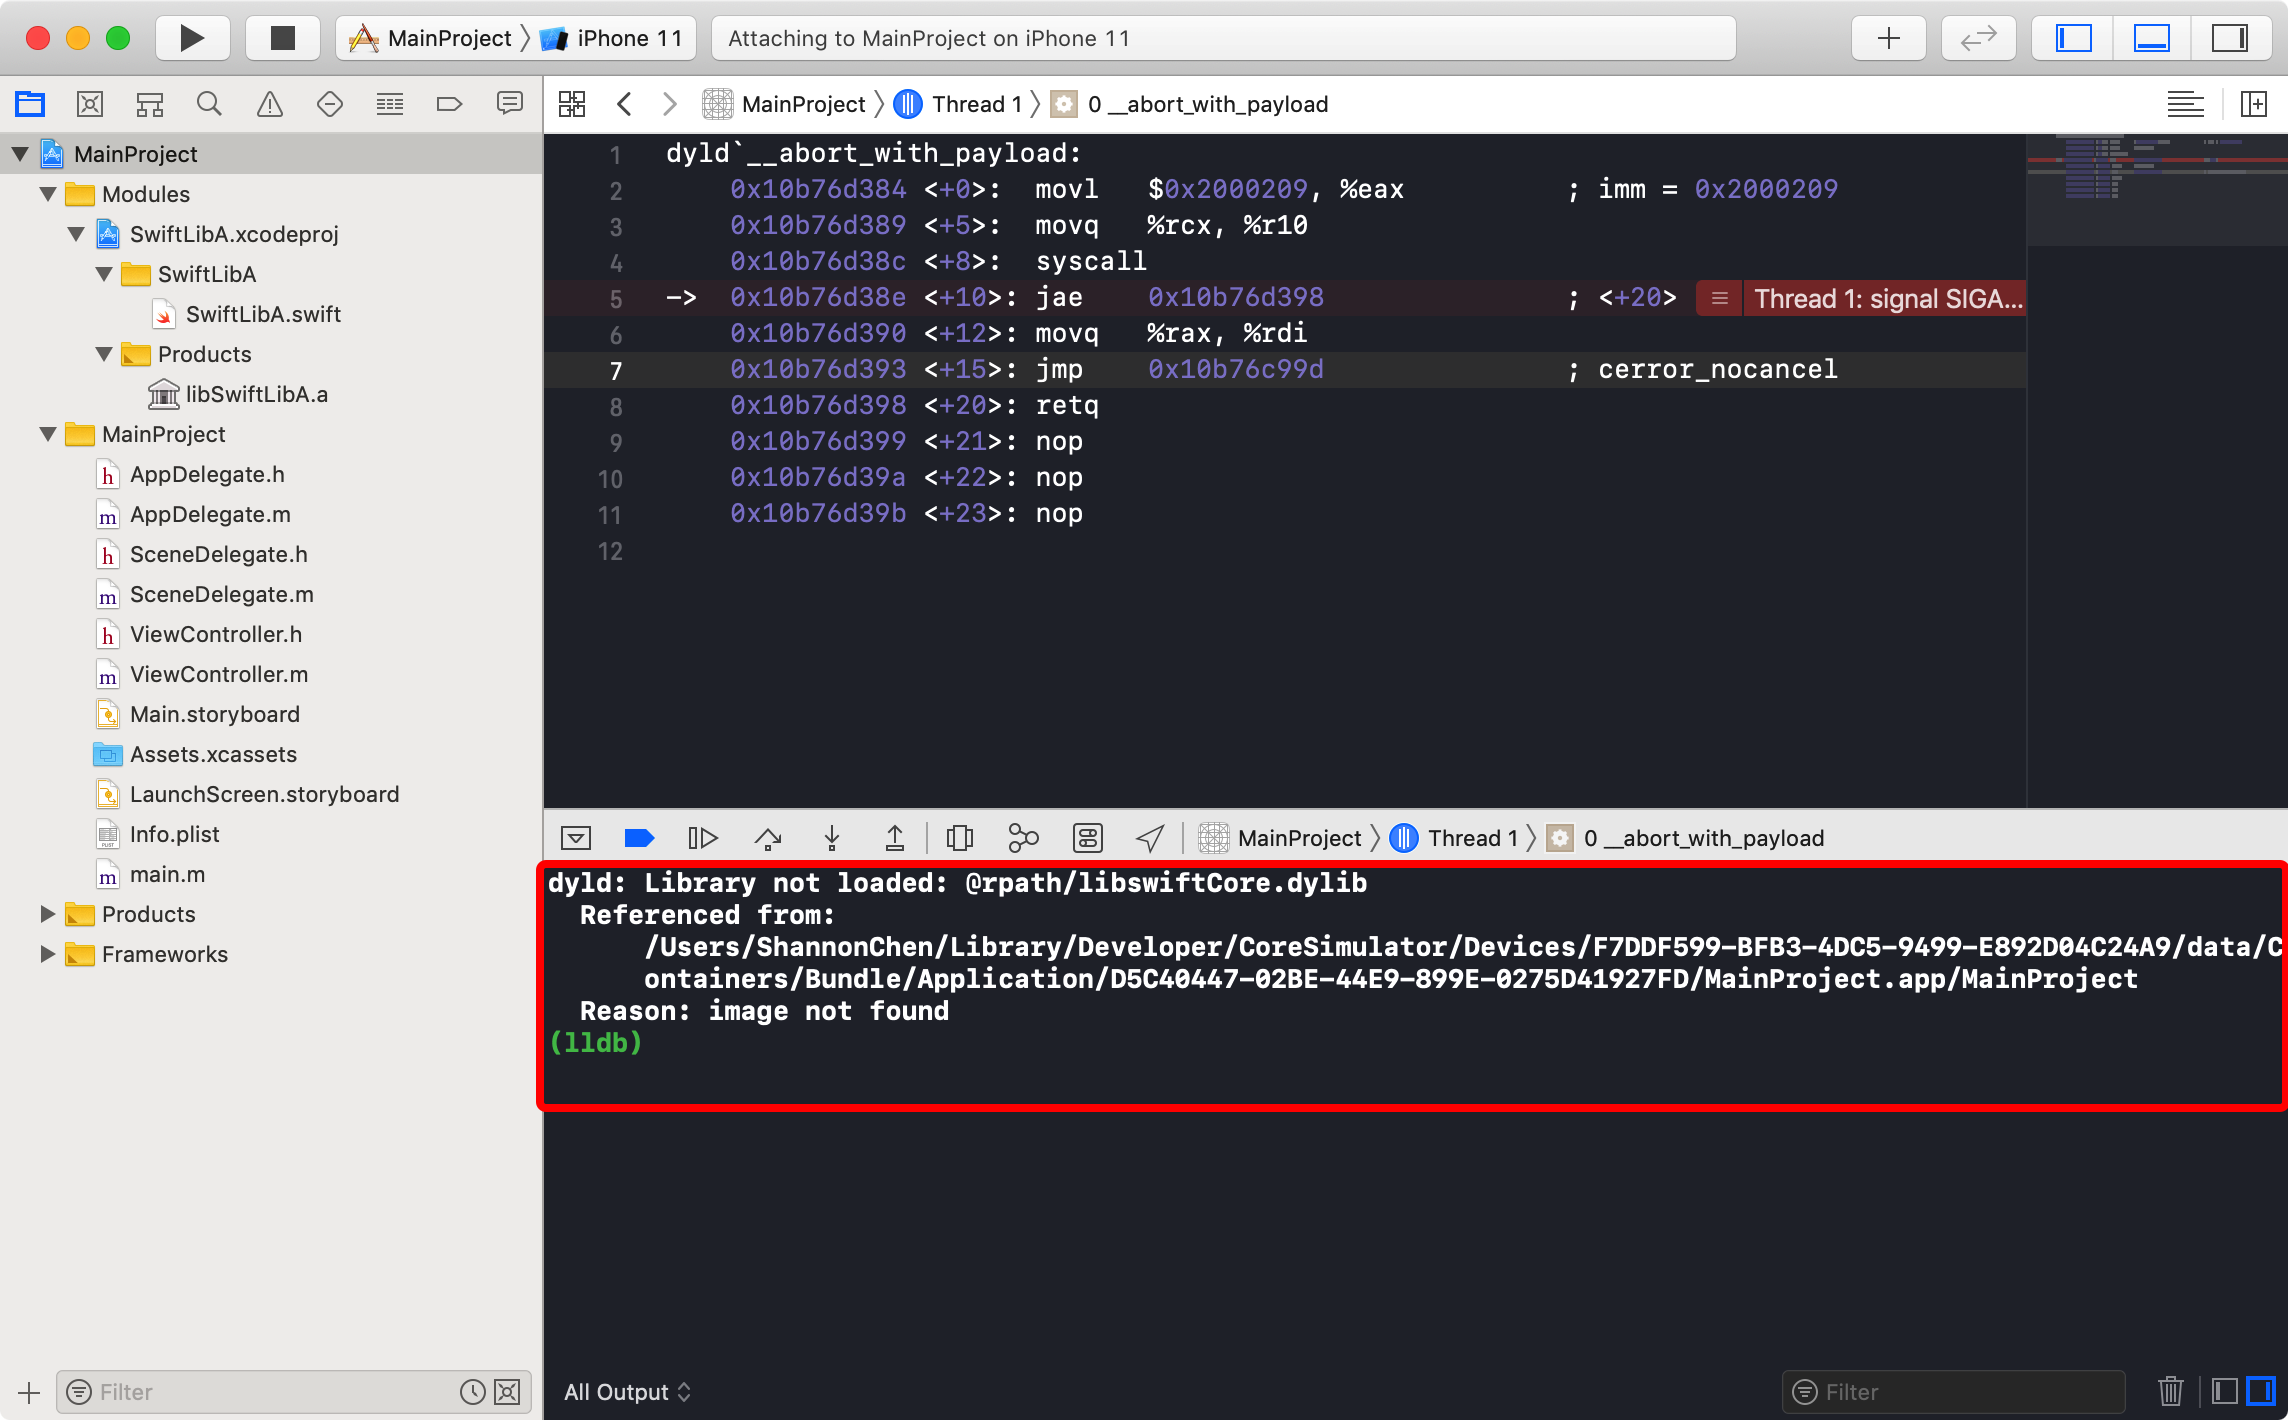 MainProject 〉 iPhone 11
Attaching to MainProject on iPhone 11
MainProject 〉 Thread 1 〉 0 __abort_with_payload
MainProject
Modules
SwiftLibA.xcodeproj
SwiftLibA
SwiftLibA.swift
Products
libSwiftLibA.a
MainProject
h AppDelegate.h
m AppDelegate.m
h SceneDelegate.h
m SceneDelegate.m
h ViewController.h
m ViewController.m
Main.storyboard
Assets.xcassets
LaunchScreen.storyboard
Info.plist
m main.m
Products
Frameworks
Filter
1 dyld`__abort_with_payload:
2 0x10b76d384 <+0>: movl $0x2000209, %eax ; imm = 0x2000209
3 0x10b76d389 <+5>: movq %rcx, %r10
4 0x10b76d38c <+8>: syscall
5 -> 0x10b76d38e <+10>: jae 0x10b76d398 ; <+20> Thread 1: signal SIGA...
6 0x10b76d390 <+12>: movq %rax, %rdi
7 0x10b76d393 <+15>: jmp 0x10b76c99d ; cerror_nocancel
8 0x10b76d398 <+20>: retq
9 0x10b76d399 <+21>: nop
10 0x10b76d39a <+22>: nop
11 0x10b76d39b <+23>: nop
12
MainProject 〉 Thread 1 〉 0 __abort_with_payload
dyld: Library not loaded: @rpath/libswiftCore.dylib
Referenced from:
/Users/ShannonChen/Library/Developer/CoreSimulator/Devices/F7DDF599-BFB3-4DC5-9499-E892D04C24A9/data/C
ontainers/Bundle/Application/D5C40447-02BE-44E9-899E-0275D41927FD/MainProject.app/MainProject
Reason: image not found
(lldb)
All Output
Filter